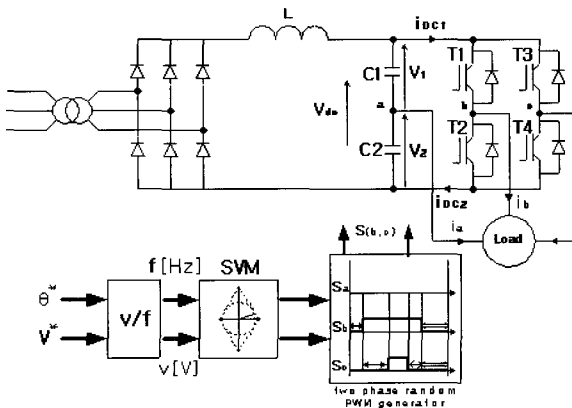 L
iDC1
C1
V1
T1
T3
a
b
Vdc
T2
T4
C2
V2
iDC2
ib
ia
Load
S(b,c)
f[Hz]
SVM
θ*
V*
v/f
v[V]
Sa
Sb
Sc
two phase random
PWM generator